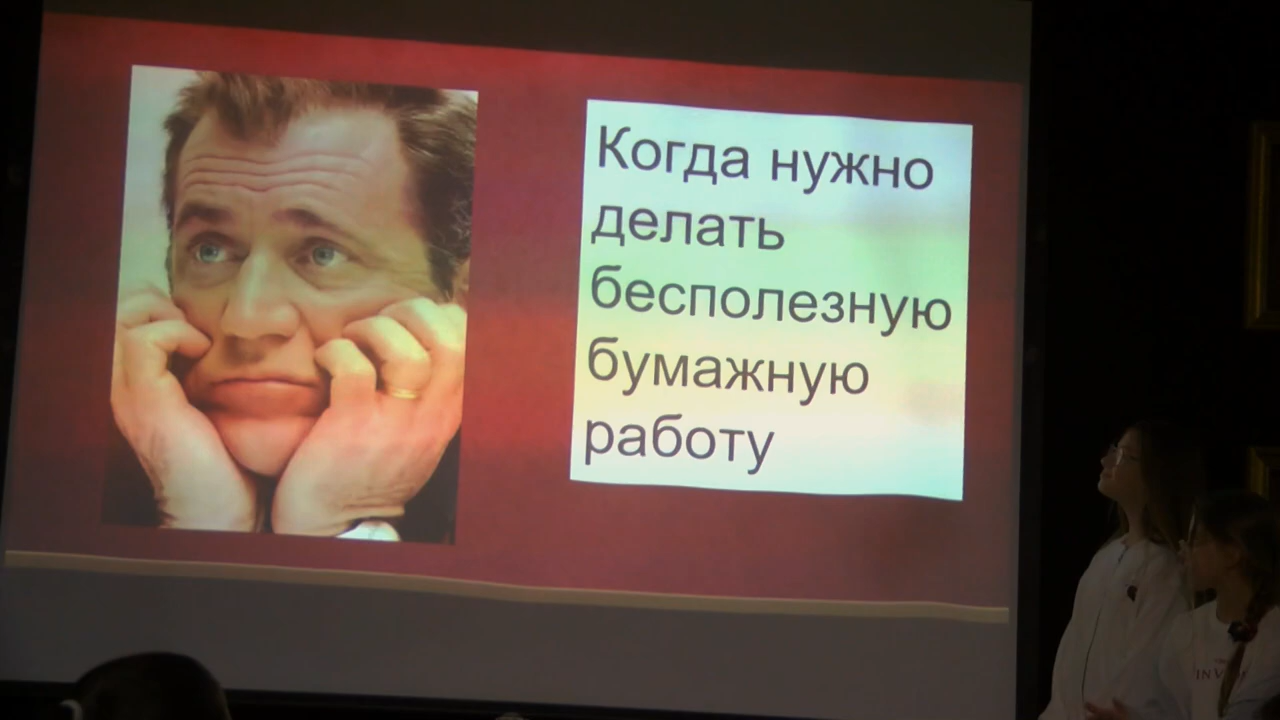 Когда нужно
делать
бесполезную
бумажную
работу